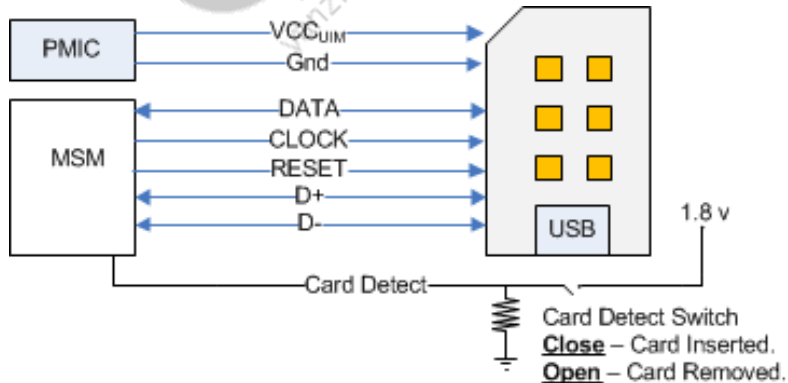 PMIC
VCCUIM
Gnd
MSM
DATA
CLOCK
RESET
D+
D-
USB
1.8 v
Card Detect
Card Detect Switch
Close – Card Inserted.
Open – Card Removed.